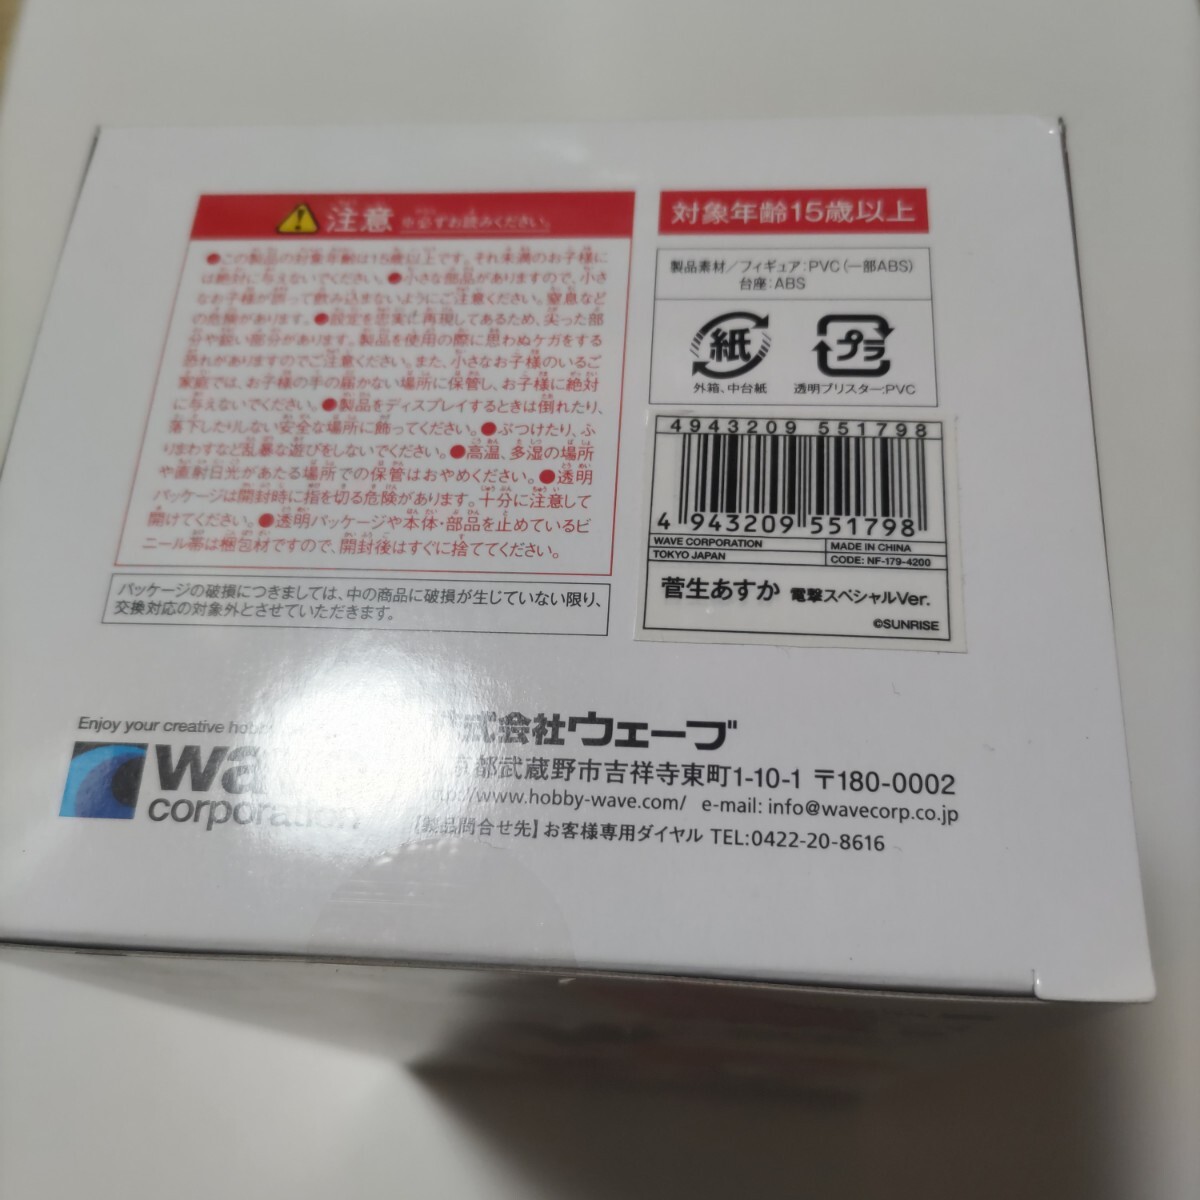 注意 ※必ずお読みください。
●この製品の対象年齢は15歳以上です。それ未満のお子様に
は絶対に与えないでください。●小さな部品がありますので、小さ
なお子様が誤って飲み込まないようにご注意ください。窒息など
の危険があります。●設定を忠実に再現してあるため、尖った部
分や鋭い部分があります。製品を使用の際に思わぬケガをする
恐れがありますのでご注意ください。また、小さなお子様のいるご
家庭では、お子様の手の届かない場所に保管し、お子様に絶対
に与えないでください。●製品をディスプレイするときは倒れたり、
落下したりしない安全な場所に飾ってください。●ぶつけたり、ふ
りまわすなど乱暴な遊びをしないでください。●高温、多湿の場所
や直射日光があたる場所での保管はおやめください。●透明
パッケージは開封時に指を切る危険があります。十分に注意して
開けてください。●透明パッケージや本体・部品を止めているビ
ニール帯は梱包材ですので、開封後はすぐに捨ててください。
パッケージの破損につきましては、中の商品に破損が生じていない限り、
交換対応の対象外とさせていただきます。
対象年齢15歳以上
製品素材/フィギュア:PVC(一部ABS)
台座:ABS
紙
外箱、中台紙
プラ
透明ブリスター:PVC
4943209 551798
4 943209 551798
WAVE CORPORATION
TOKYO JAPAN
MADE IN CHINA
CODE: NF-179-4200
菅生あすか 電撃スペシャルVer.
©SUNRISE
Enjoy your creative hobby
wa
corporation
式会社ウェーブ
京都武蔵野市吉祥寺東町1-10-1 〒180-0002
http://www.hobby-wave.com/ e-mail: info@wavecorp.co.jp
【製品問合せ先】お客様専用ダイヤル TEL:0422-20-8616